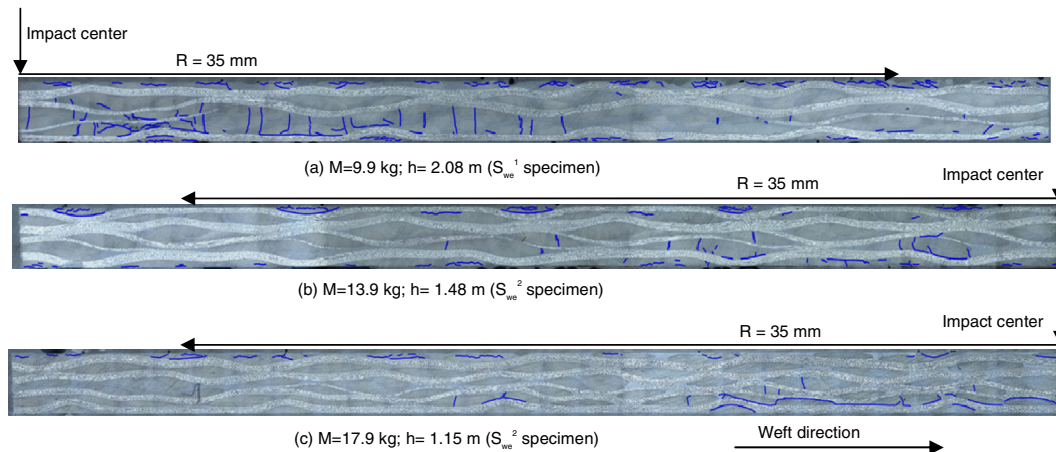 Impact center
R = 35 mm
(a) M=9.9 kg; h= 2.08 m (Swe¹ specimen)
Impact center
R = 35 mm
(b) M=13.9 kg; h= 1.48 m (Swe² specimen)
Impact center
R = 35 mm
(c) M=17.9 kg; h= 1.15 m (Swe² specimen)
Weft direction